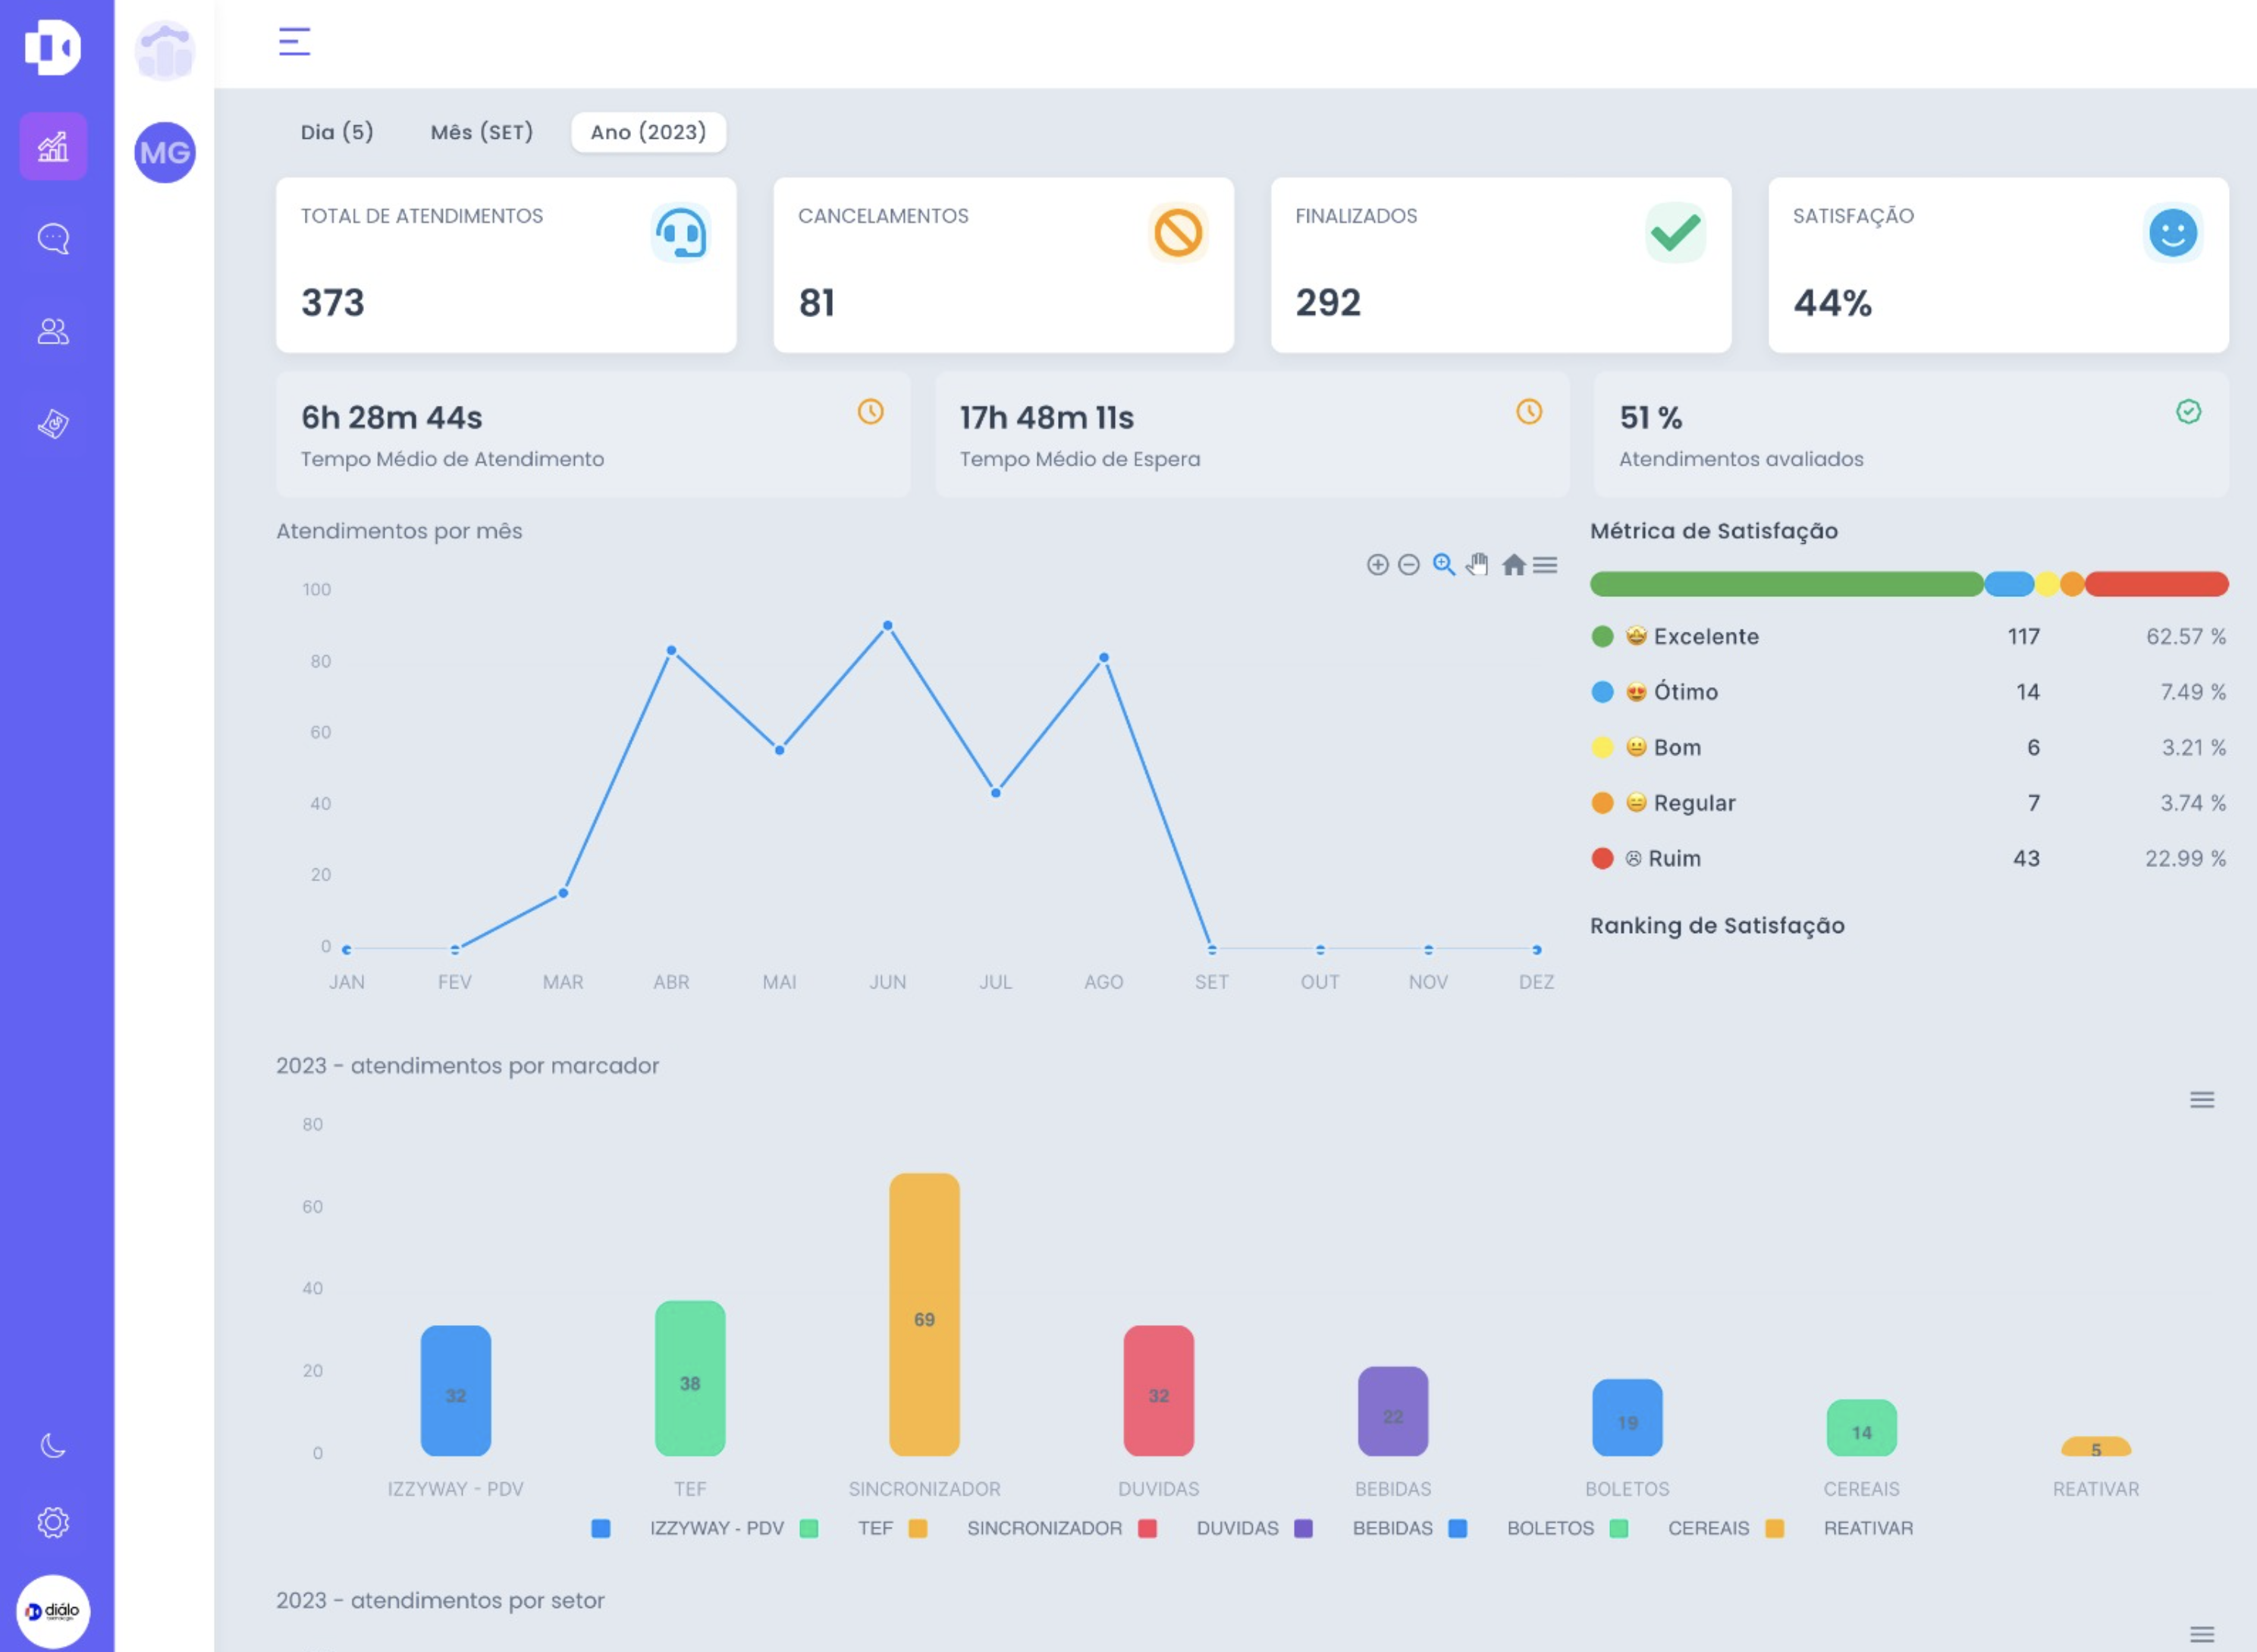 MG
Dia (5) Mês (SET) Ano (2023)
TOTAL DE ATENDIMENTOS
373
CANCELAMENTOS
81
FINALIZADOS
292
SATISFAÇÃO
44%
6h 28m 44s
Tempo Médio de Atendimento
17h 48m 11s
Tempo Médio de Espera
51 %
Atendimentos avaliados
Atendimentos por mês
100
80
60
40
20
0
JAN FEV MAR ABR MAI JUN JUL AGO SET OUT NOV DEZ
Métrica de Satisfação
Excelente 117 62.57 %
Ótimo 14 7.49 %
Bom 6 3.21 %
Regular 7 3.74 %
Ruim 43 22.99 %
Ranking de Satisfação
2023 - atendimentos por marcador
80
60
40
20
0
32 38 69 32 22 19 14 5
IZZYWAY - PDV TEF SINCRONIZADOR DUVIDAS BEBIDAS BOLETOS CEREAIS REATIVAR
IZZYWAY - PDV TEF SINCRONIZADOR DUVIDAS BEBIDAS BOLETOS CEREAIS REATIVAR
2023 - atendimentos por setor
diálo